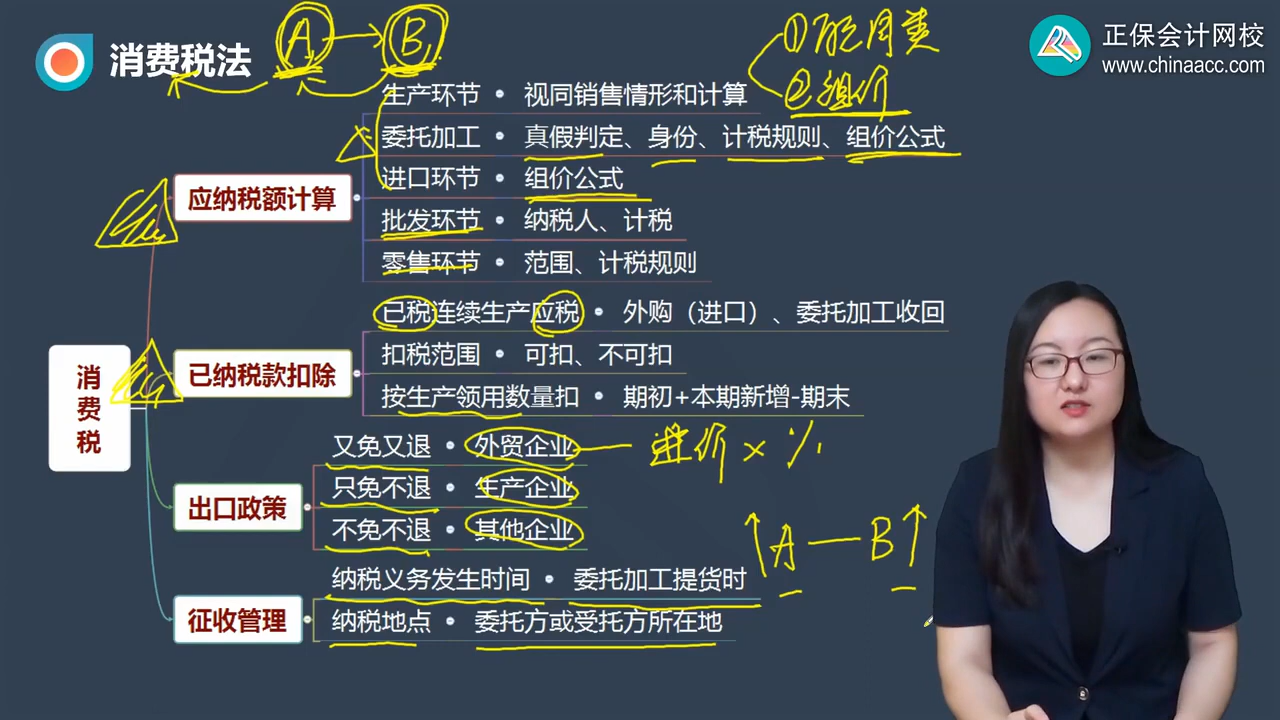 消费税法
A → B
①配同类
②组价
正保会计网校
www.chinaacc.com
消费税
应纳税额计算
生产环节 • 视同销售情形和计算
委托加工 • 真假判定、身份、计税规则、组价公式
进口环节 • 组价公式
批发环节 • 纳税人、计税
零售环节 • 范围、计税规则
已纳税款扣除
已税连续生产应税 • 外购（进口）、委托加工收回
扣税范围 • 可扣、不可扣
按生产领用数量扣 • 期初+本期新增-期末
出口政策
又免又退 • 外贸企业 — 进价×%
只免不退 • 生产企业
不免不退 • 其他企业
↑A — B↑
征收管理
纳税义务发生时间 • 委托加工提货时
纳税地点 • 委托方或受托方所在地